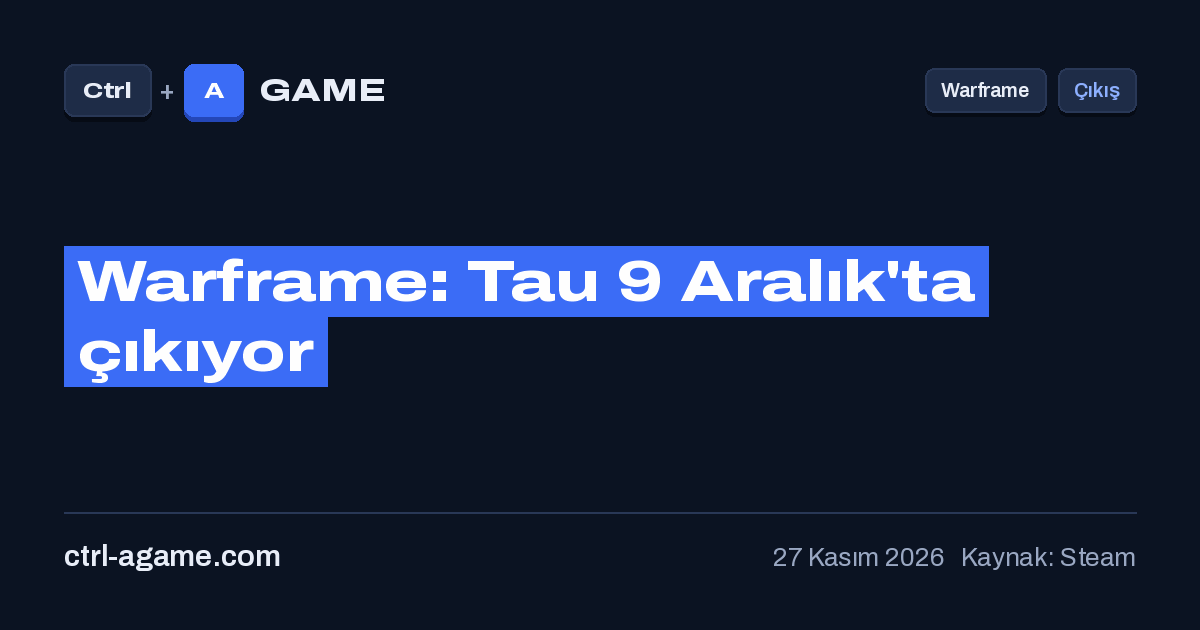 Ctrl + A GAME
Warframe Çıkış
Warframe: Tau 9 Aralık'ta
çıkıyor
ctrl-agame.com
27 Kasım 2026 Kaynak: Steam